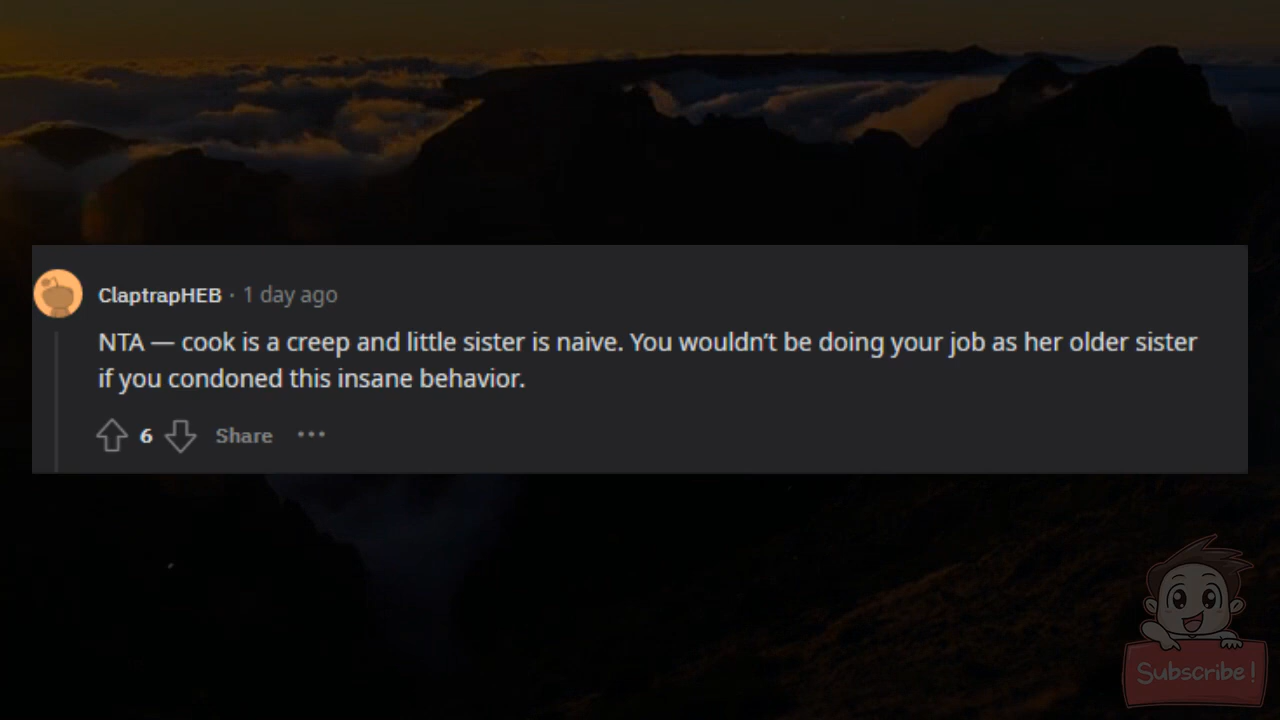 ClaptrapHEB · 1 day ago
NTA — cook is a creep and little sister is naive. You wouldn’t be doing your job as her older sister
if you condoned this insane behavior.
6 Share ···
Subscribe!